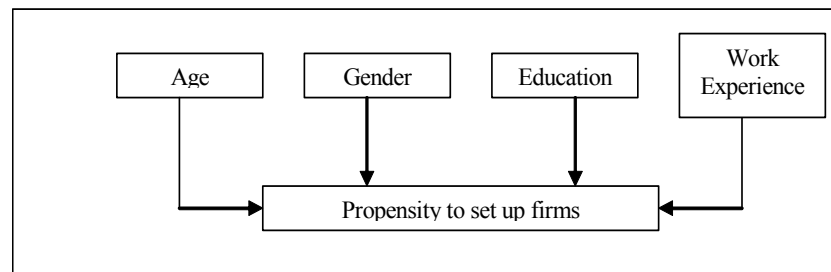 Age
Gender
Education
Work
Experience
Propensity to set up firms